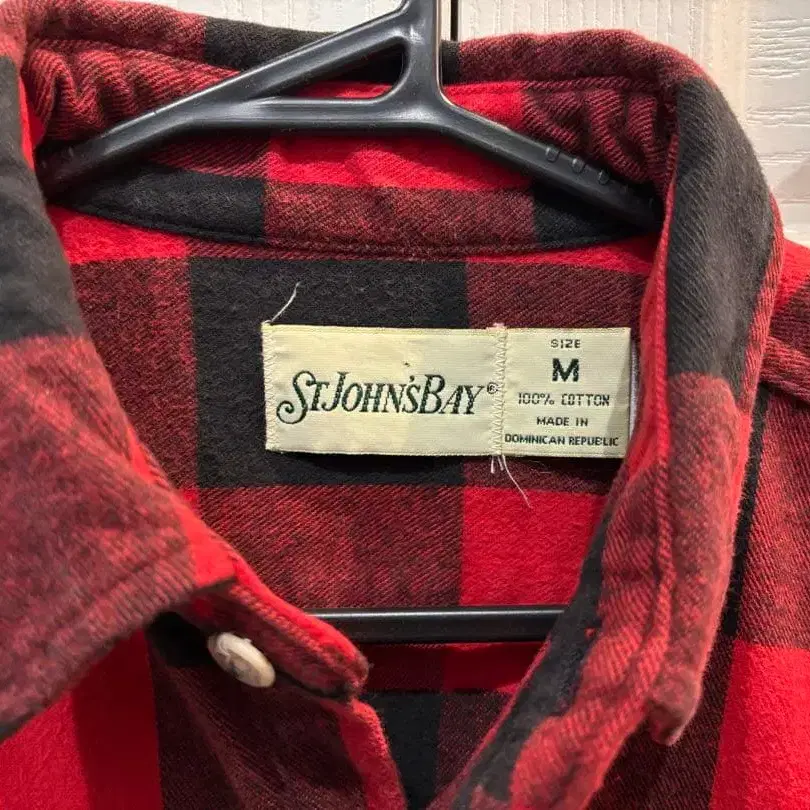 ST JOHN'S BAY®
SIZE
M
100% COTTON
MADE IN
DOMINICAN REPUBLIC